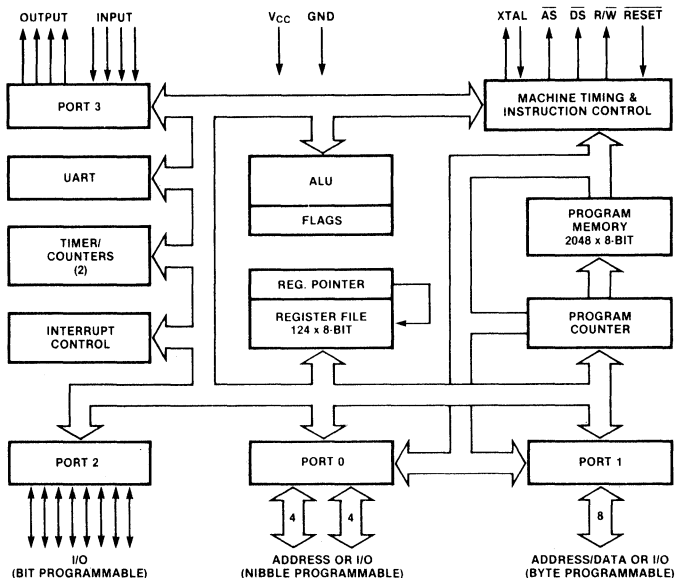 OUTPUT INPUT VCC GND XTAL AS DS R/W RESET
PORT 3
MACHINE TIMING &
INSTRUCTION CONTROL
UART
ALU
FLAGS
PROGRAM
MEMORY
2048 x 8-BIT
TIMER/
COUNTERS
(2)
REG. POINTER
REGISTER FILE
124 x 8-BIT
PROGRAM
COUNTER
INTERRUPT
CONTROL
PORT 2
PORT 0
PORT 1
4 4 8
I/O
(BIT PROGRAMMABLE)
ADDRESS OR I/O
(NIBBLE PROGRAMMABLE)
ADDRESS/DATA OR I/O
(BYTE PROGRAMMABLE)